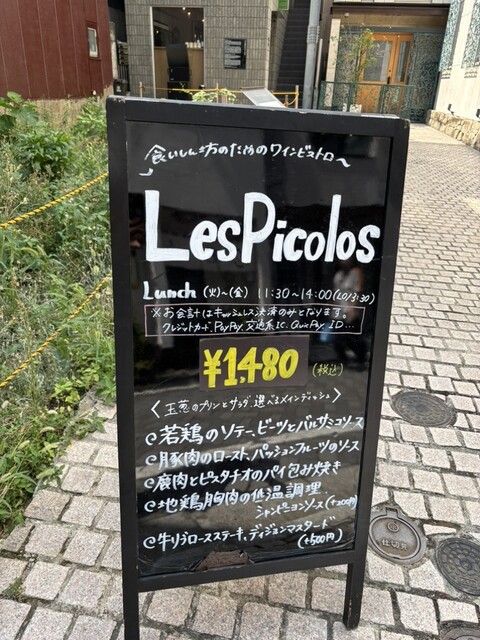 食いしん坊のためのワインビストロ〜
LesPicolos
Lunch (火)〜(金) 11:30〜14:00(LO13:30)
※お会計はキャッシュレス決済のみとなります。
クレジットカード、PayPay、交通系IC、QuicPay、ID…
¥1,480 (税込)
〈玉葱のプリンとサラダ、選べるメインディッシュ〉
若鶏のソテー、ビーツとバルサミコソース
豚肉のロースト、パッションフルーツのソース
鹿肉とピスタチオのパイ包み焼き
地鶏胸肉の低温調理
シャンピニョンソース(+200円)
牛リブロースステーキ、ディジョンマスタード
(+500円)
仕切弁